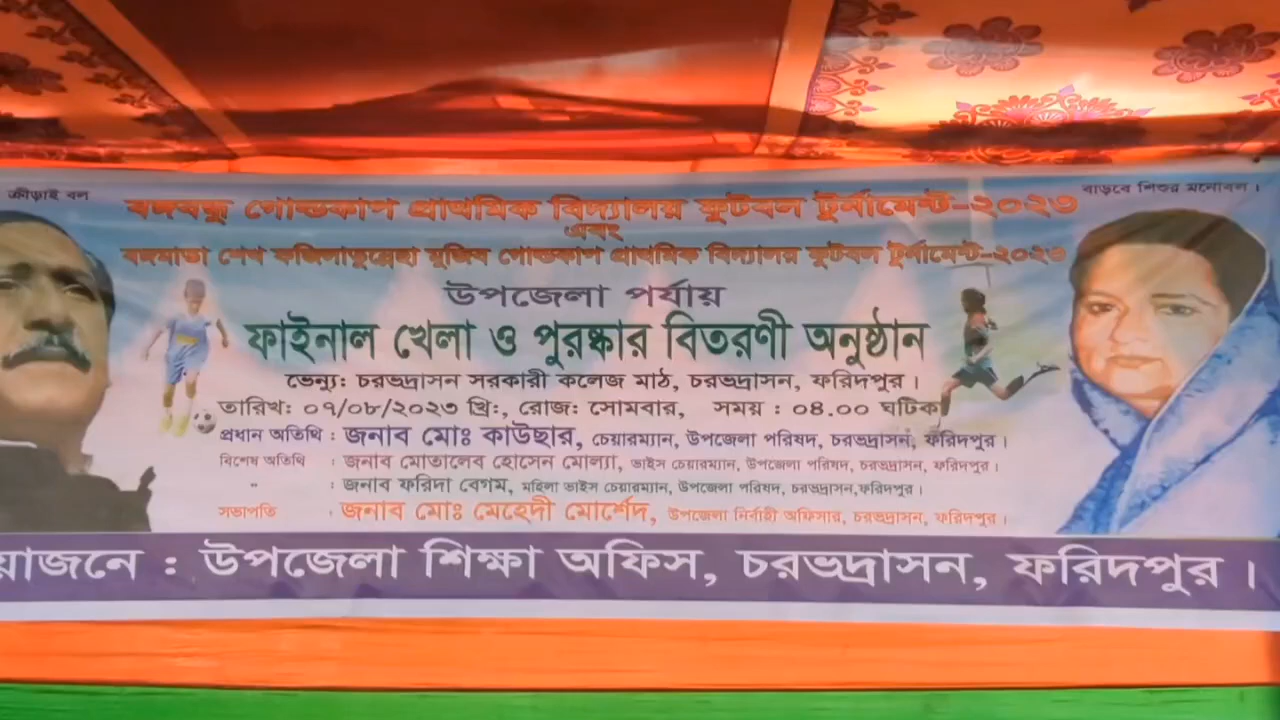 ক্রীড়াই বল
বাড়বে শিশুর মনোবল।
বঙ্গবন্ধু গোল্ডকাপ প্রাথমিক বিদ্যালয় ফুটবল টুর্নামেন্ট-২০২৩
এবং
বঙ্গমাতা শেখ ফজিলাতুন্নেছা মুজিব গোল্ডকাপ প্রাথমিক বিদ্যালয় ফুটবল টুর্নামেন্ট-২০২৩
উপজেলা পর্যায়
ফাইনাল খেলা ও পুরষ্কার বিতরণী অনুষ্ঠান
ভেন্যু: চরভদ্রাসন সরকারী কলেজ মাঠ, চরভদ্রাসন, ফরিদপুর।
তারিখ: ০৭/০৮/২০২৩ খ্রি:, রোজ: সোমবার, সময় : ০৪.০০ ঘটিকা
প্রধান অতিথি : জনাব মোঃ কাউছার, চেয়ারম্যান, উপজেলা পরিষদ, চরভদ্রাসন, ফরিদপুর।
বিশেষ অতিথি : জনাব মোতালেব হোসেন মোল্যা, ভাইস চেয়ারম্যান, উপজেলা পরিষদ, চরভদ্রাসন, ফরিদপুর।
" : জনাব ফরিদা বেগম, মহিলা ভাইস চেয়ারম্যান, উপজেলা পরিষদ, চরভদ্রাসন,ফরিদপুর।
সভাপতি : জনাব মোঃ মেহেদী মোর্শেদ, উপজেলা নির্বাহী অফিসার, চরভদ্রাসন, ফরিদপুর।
য়াজনে : উপজেলা শিক্ষা অফিস, চরভদ্রাসন, ফরিদপুর।